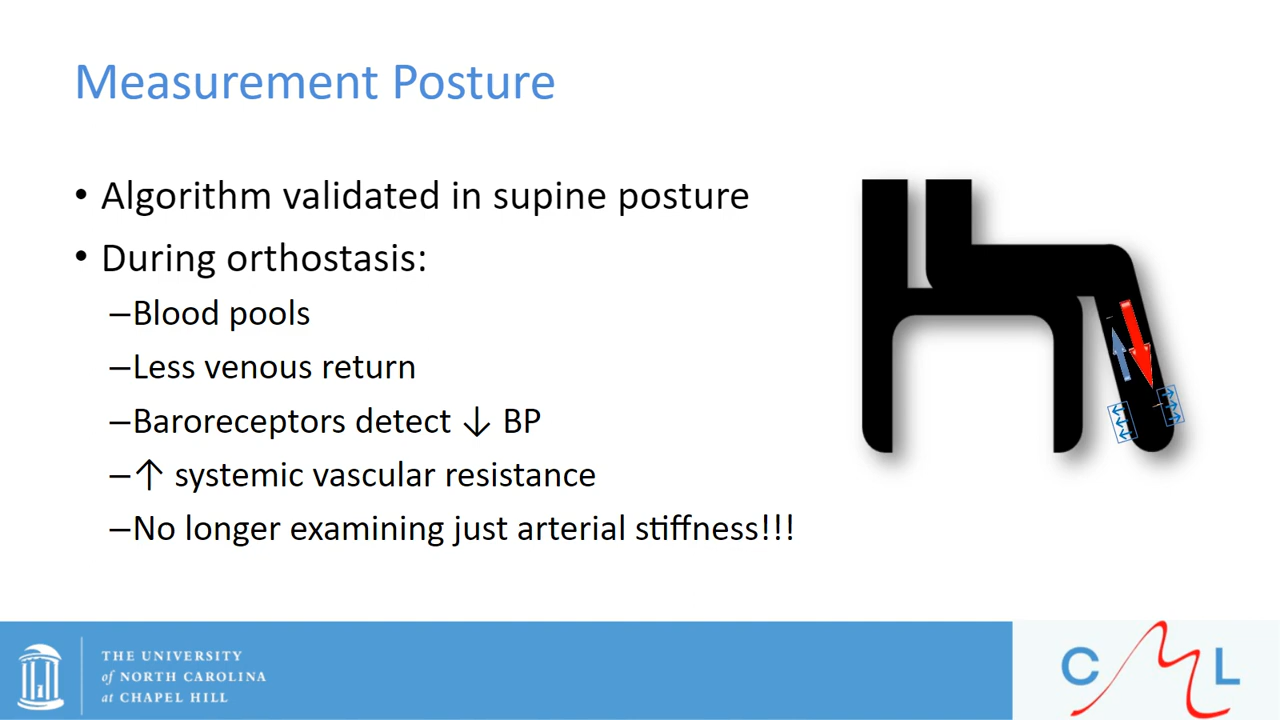 Measurement Posture
• Algorithm validated in supine posture
• During orthostasis:
–Blood pools
–Less venous return
–Baroreceptors detect ↓ BP
–↑ systemic vascular resistance
–No longer examining just arterial stiffness!!!
THE UNIVERSITY
of NORTH CAROLINA
at CHAPEL HILL
C M L